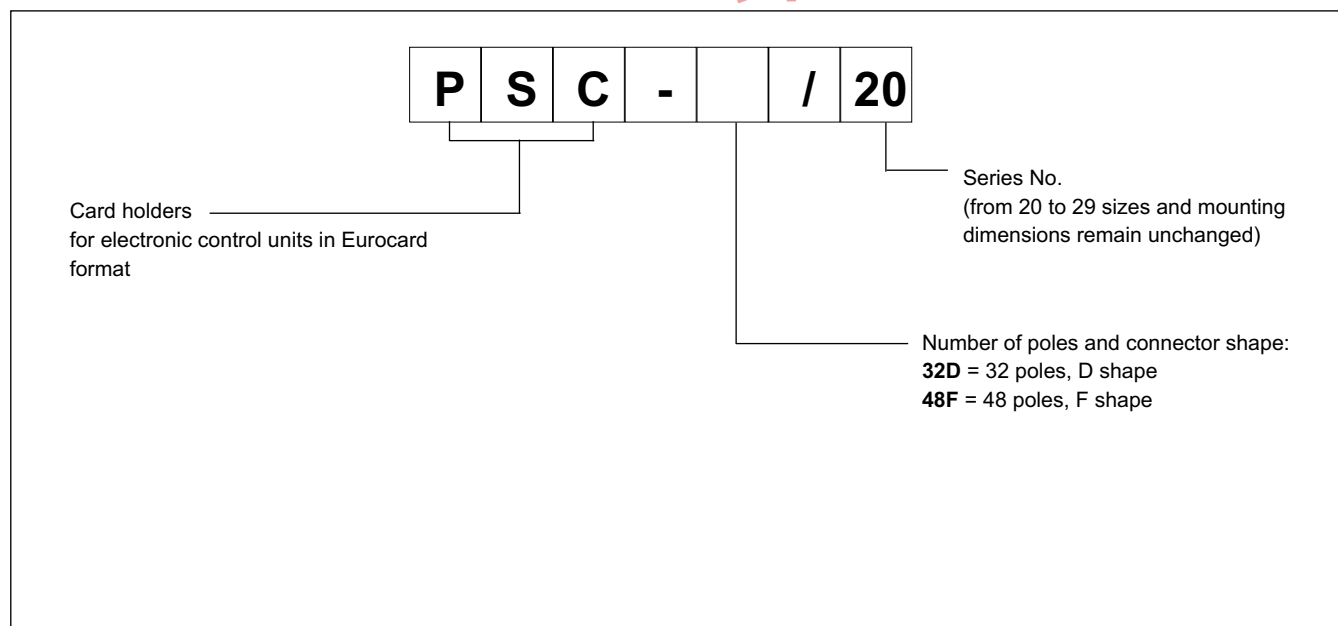 P S C - / 20
Card holders
for electronic control units in Eurocard
format
Series No.
(from 20 to 29 sizes and mounting
dimensions remain unchanged)
Number of poles and connector shape:
32D = 32 poles, D shape
48F = 48 poles, F shape